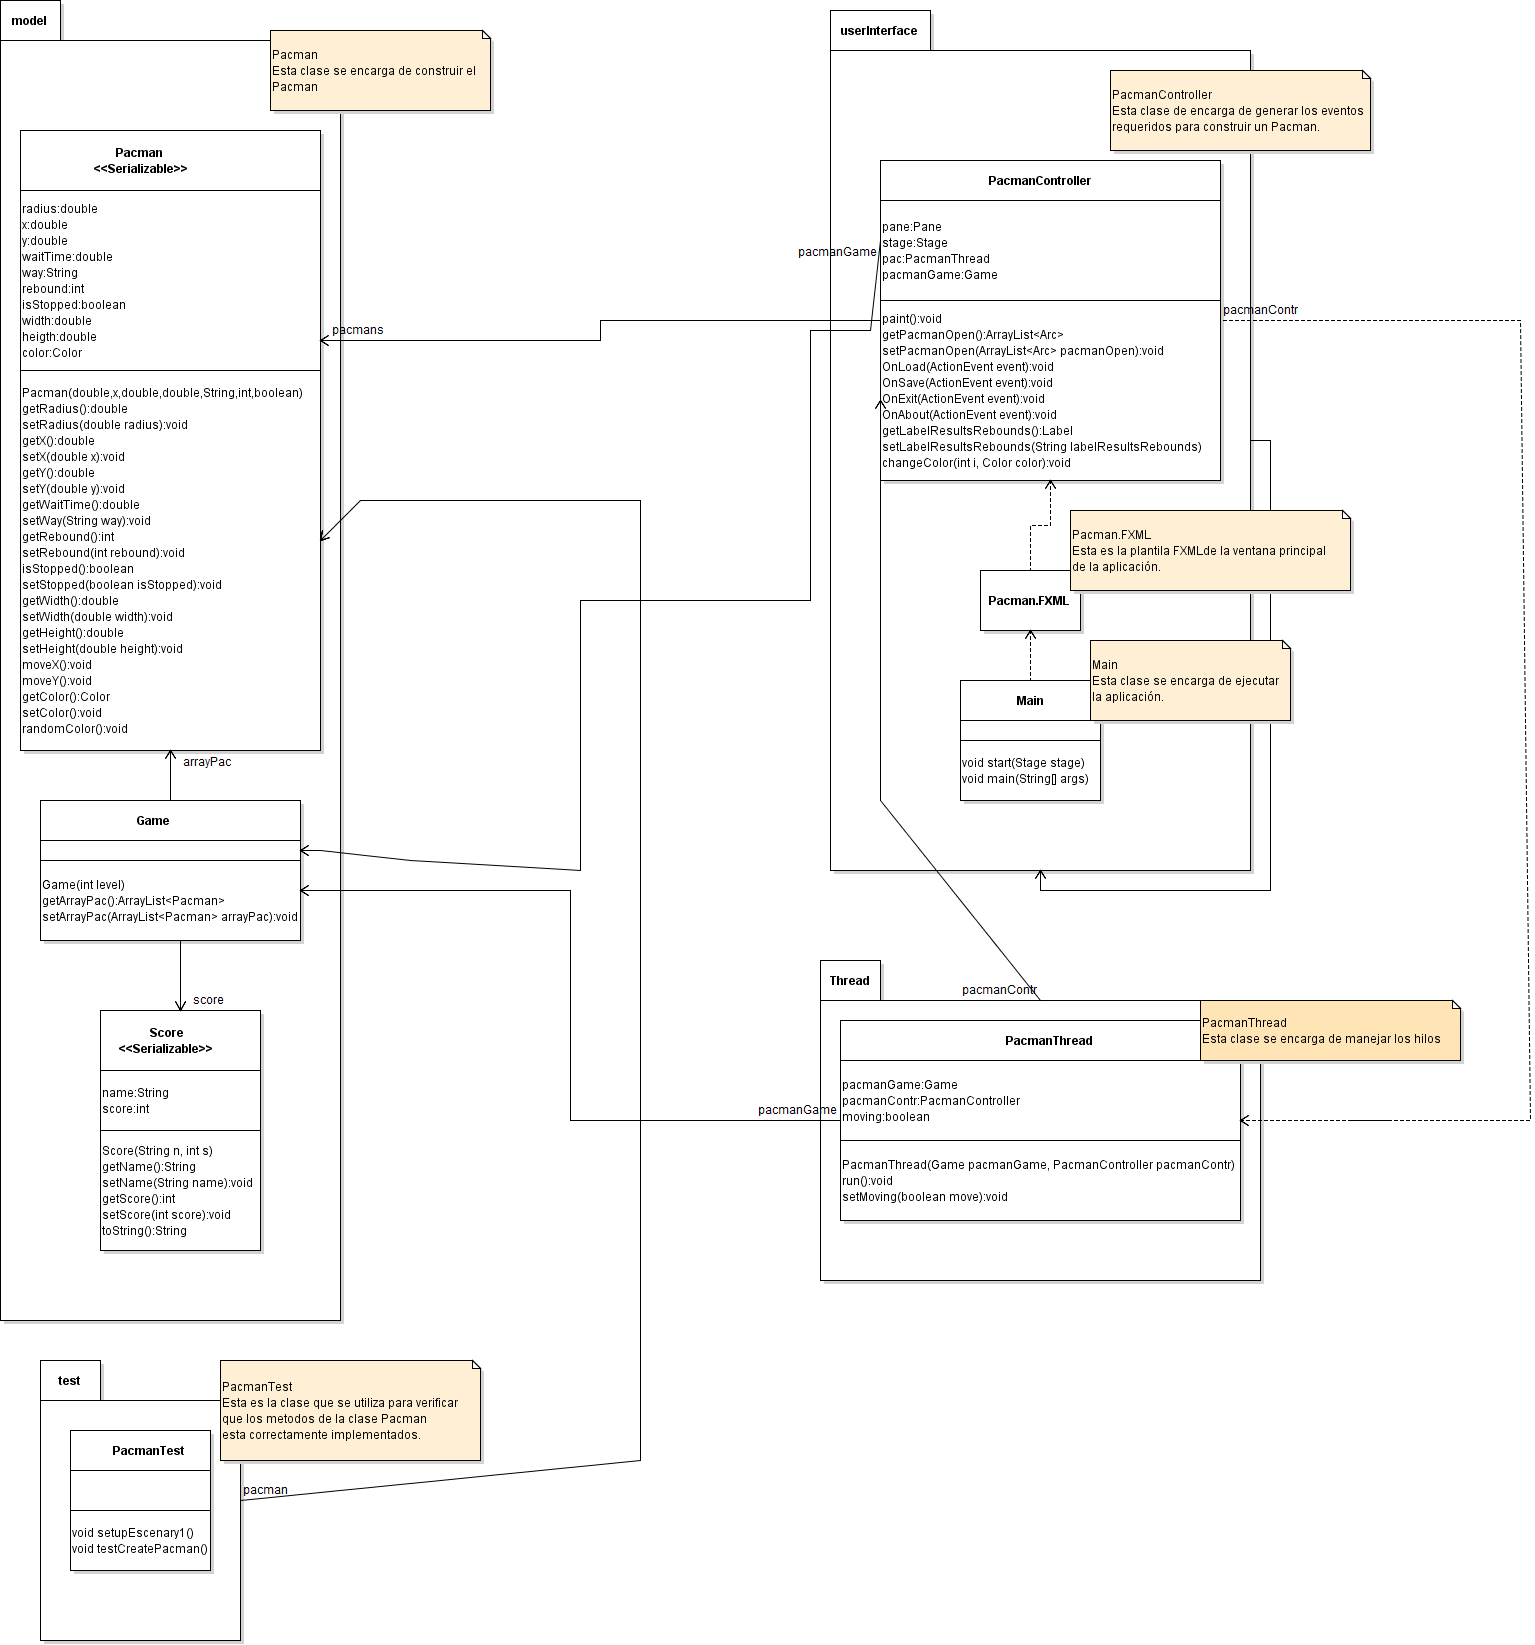 model
Pacman
Esta clase se encarga de construir el
Pacman
Pacman
<<Serializable>>
radius:double
x:double
y:double
waitTime:double
way:String
rebound:int
isStopped:boolean
width:double
heigth:double
color:Color
Pacman(double,x,double,double,String,int,boolean)
getRadius():double
setRadius(double radius):void
getX():double
setX(double x):void
getY():double
setY(double y):void
getWaitTime():double
setWay(String way):void
getRebound():int
setRebound(int rebound):void
isStopped():boolean
setStopped(boolean isStopped):void
getWidth():double
setWidth(double width):void
getHeight():double
setHeight(double height):void
moveX():void
moveY():void
getColor():Color
setColor():void
randomColor():void
pacmans
arrayPac
Game
Game(int level)
getArrayPac():ArrayList<Pacman>
setArrayPac(ArrayList<Pacman> arrayPac):void
score
Score
<<Serializable>>
name:String
score:int
Score(String n, int s)
getName():String
setName(String name):void
getScore():int
setScore(int score):void
toString():String
test
PacmanTest
Esta es la clase que se utiliza para verificar
que los metodos de la clase Pacman
esta correctamente implementados.
PacmanTest
void setupEscenary1()
void testCreatePacman()
pacman
userInterface
PacmanController
Esta clase de encarga de generar los eventos
requeridos para construir un Pacman.
PacmanController
pane:Pane
stage:Stage
pac:PacmanThread
pacmanGame:Game
pacmanGame
paint():void
getPacmanOpen():ArrayList<Arc>
setPacmanOpen(ArrayList<Arc> pacmanOpen):void
OnLoad(ActionEvent event):void
OnSave(ActionEvent event):void
OnExit(ActionEvent event):void
OnAbout(ActionEvent event):void
getLabelResultsRebounds():Label
setLabelResultsRebounds(String labelResultsRebounds)
changeColor(int i, Color color):void
pacmanContr
Pacman.FXML
Esta es la plantila FXMLde la ventana principal
de la aplicación.
Pacman.FXML
Main
Esta clase se encarga de ejecutar
la aplicación.
Main
void start(Stage stage)
void main(String[] args)
Thread
pacmanContr
PacmanThread
Esta clase se encarga de manejar los hilos
PacmanThread
pacmanGame:Game
pacmanContr:PacmanController
moving:boolean
pacmanGame
PacmanThread(Game pacmanGame, PacmanController pacmanContr)
run():void
setMoving(boolean move):void